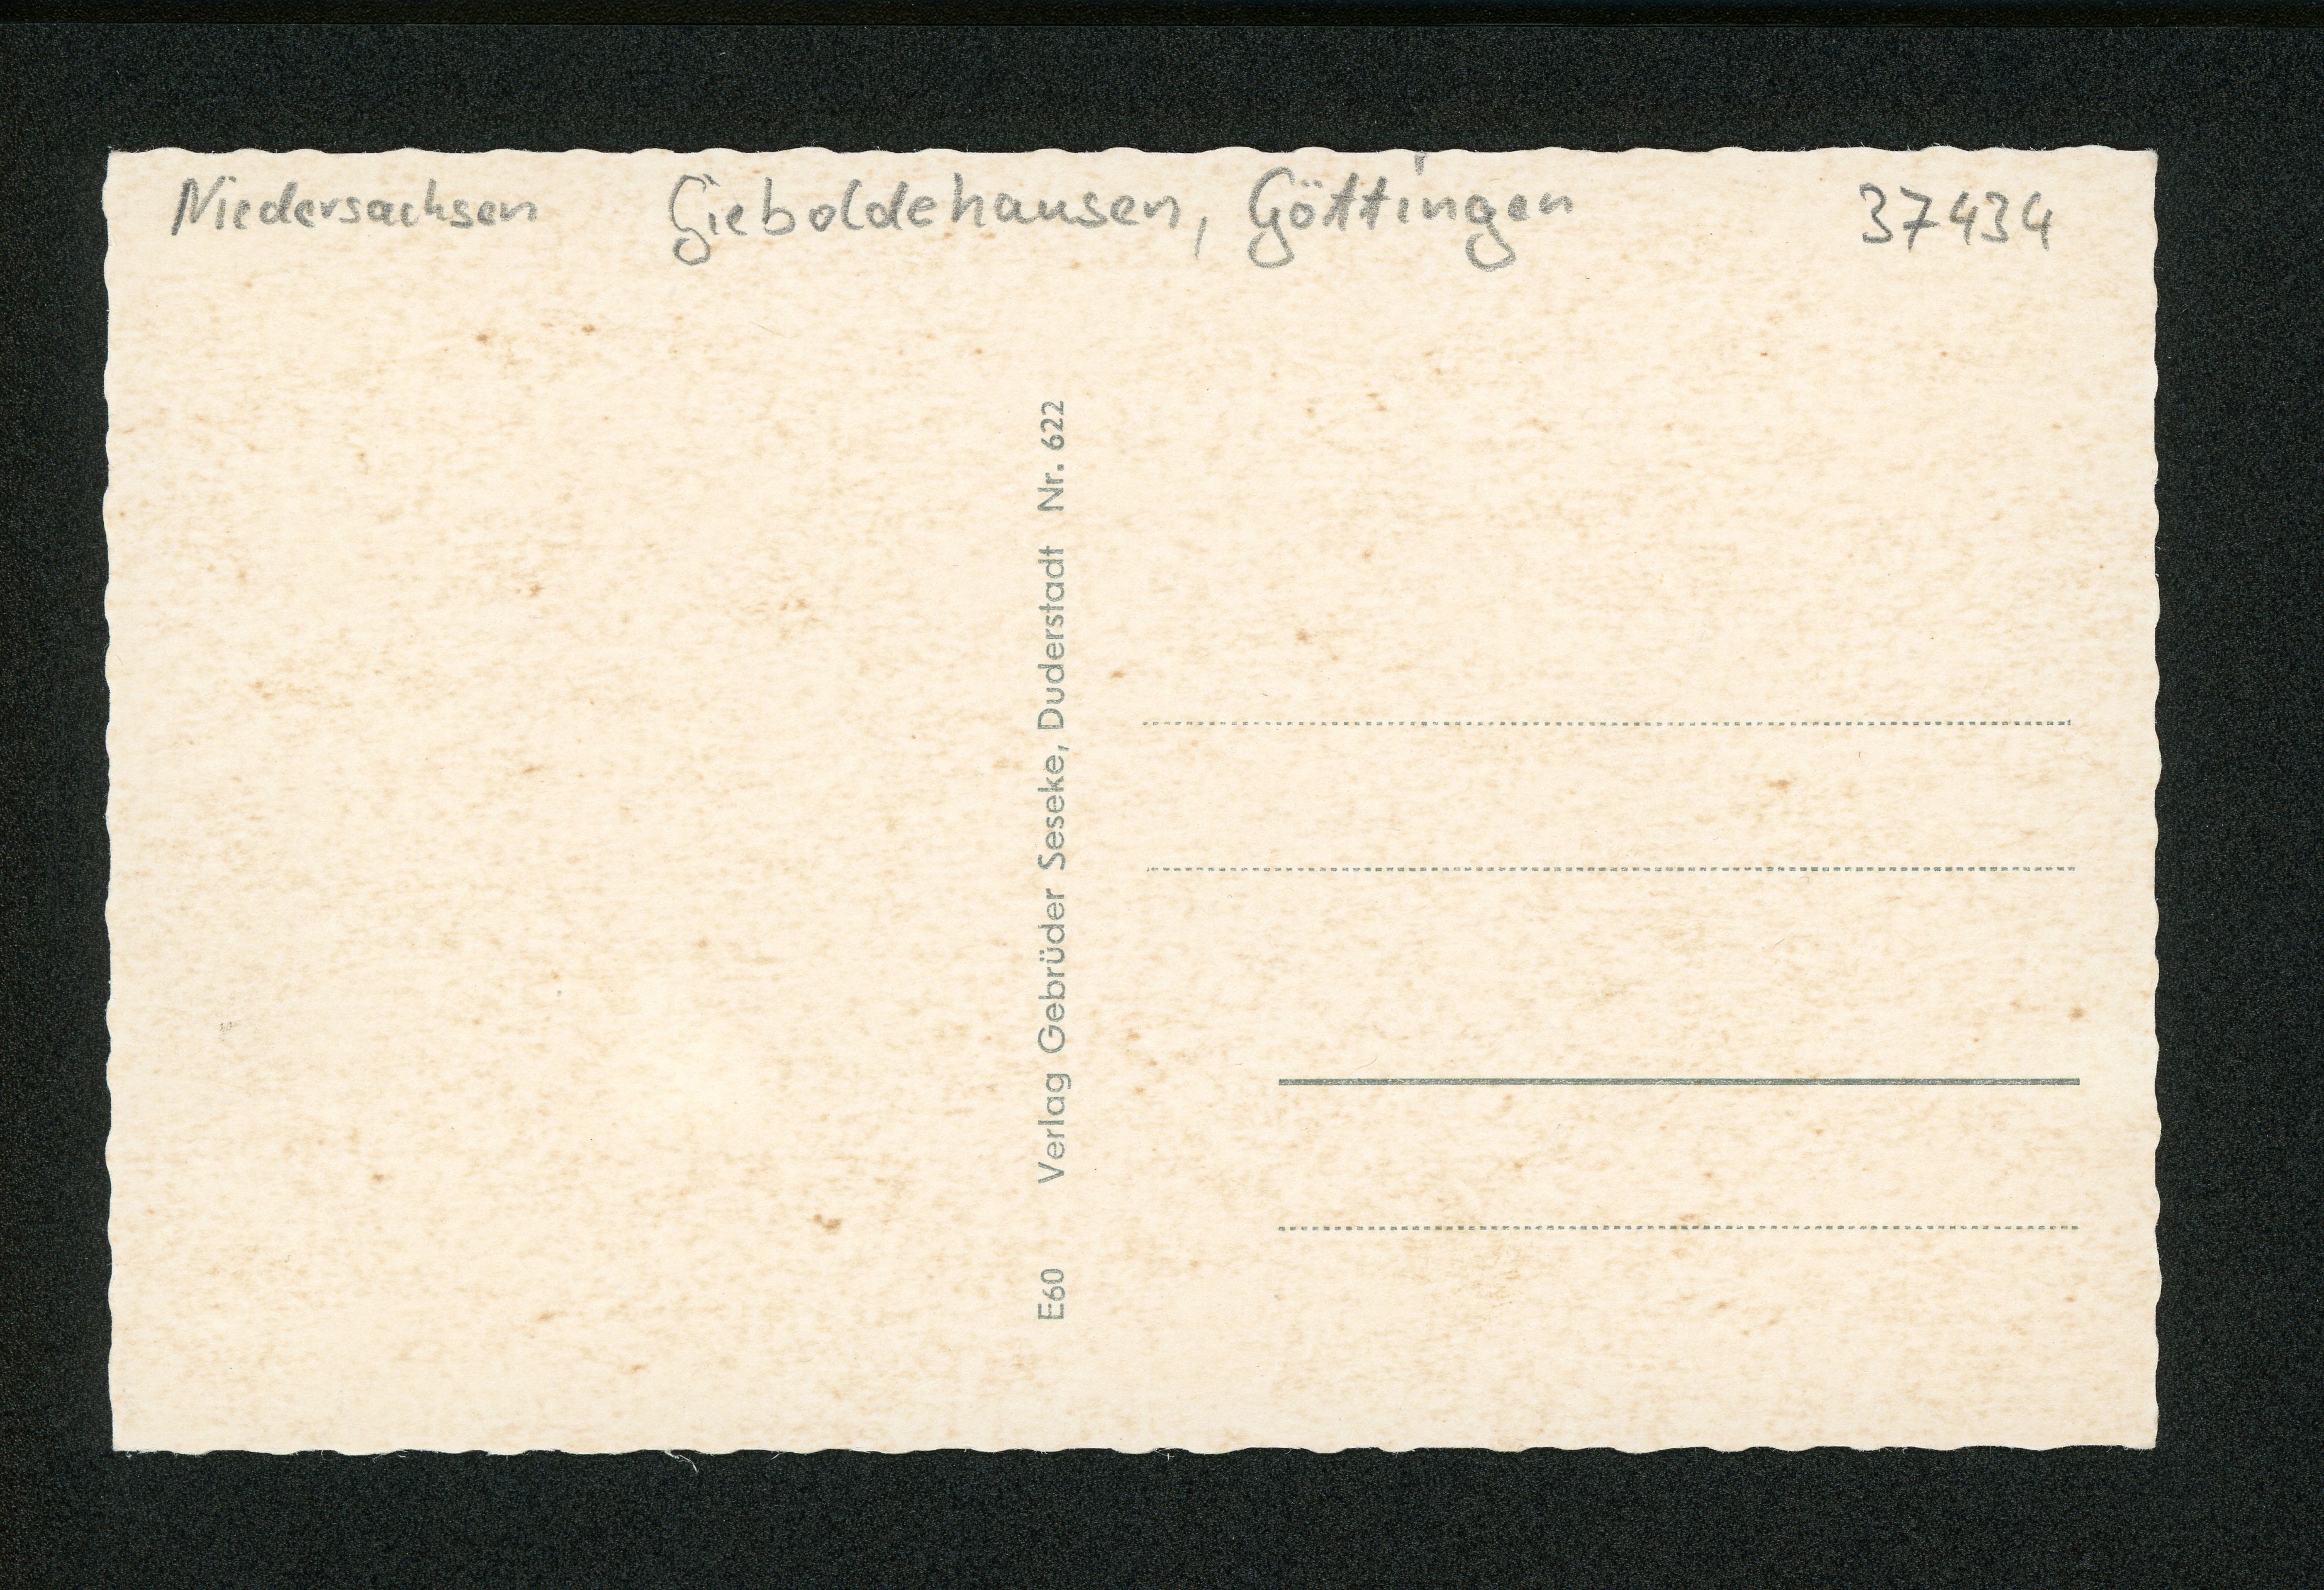 Niedersachsen Gieboldehausen, Göttingen 37434
E60 Verlag Gebrüder Seseke, Duderstadt Nr. 622